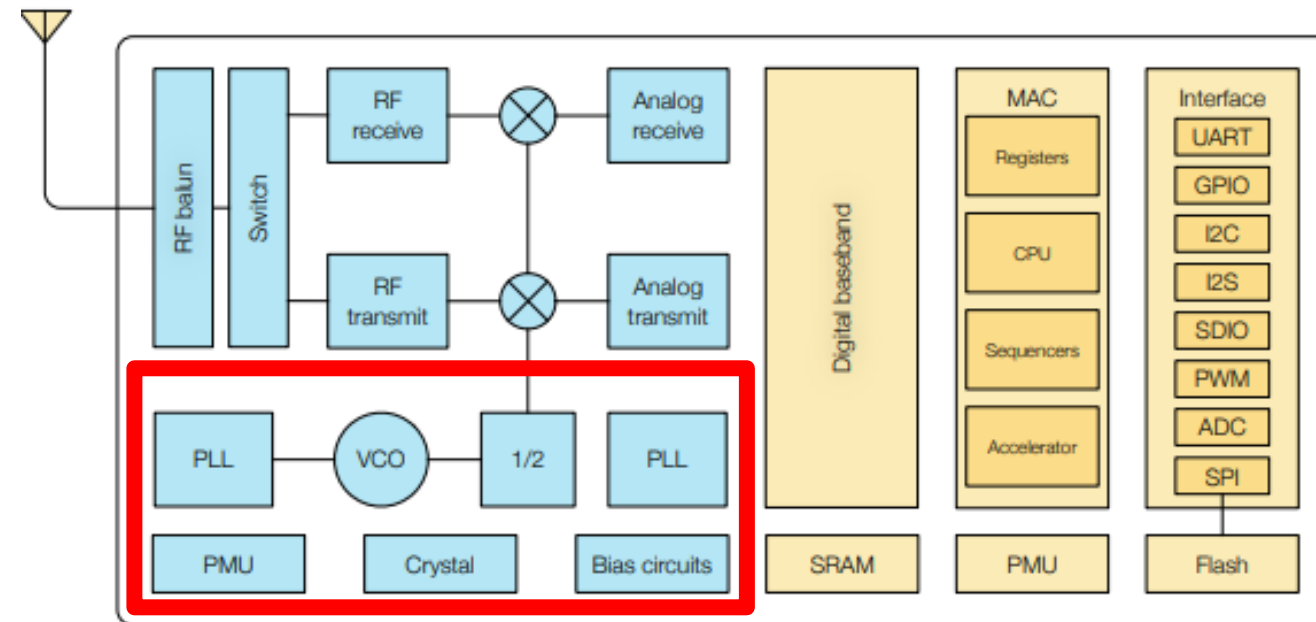 RF balun
Switch
RF
receive
Analog
receive
RF
transmit
Analog
transmit
PLL
VCO
1/2
PLL
PMU
Crystal
Bias circuits
Digital baseband
SRAM
MAC
Registers
CPU
Sequencers
Accelerator
PMU
Interface
UART
GPIO
I2C
I2S
SDIO
PWM
ADC
SPI
Flash